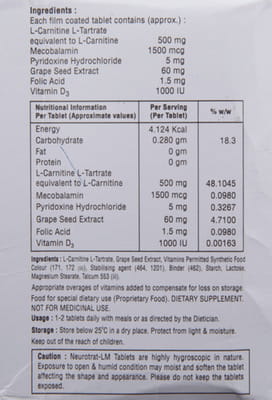 Ingredients :
Each film coated tablet contains (approx.) :
L-Carnitine L-Tartrate
equivalent to L-Carnitine 500 mg
Mecobalamin 1500 mcg
Pyridoxine Hydrochloride 5 mg
Grape Seed Extract 60 mg
Folic Acid 1.5 mg
Vitamin D3 1000 IU
Nutritional Information Per Serving % w/w
Per Tablet (Approximate values) (Per Tablet)
Energy 4.124 Kcal
Carbohydrate 0.280 gm 18.3
Fat 0 gm
Protein 0 gm
L-Carnitine L-Tartrate
equivalent to L-Carnitine 500 mg 48.1045
Mecobalamin 1500 mcg 0.0980
Pyridoxine Hydrochloride 5 mg 0.3267
Grape Seed Extract 60 mg 4.7100
Folic Acid 1.5 mg 0.0980
Vitamin D3 1000 IU 0.00163
Ingredients : L-Carnitine L-Tartrate, Grape Seed Extract, Vitamins Permitted Synthetic Food
Colour (171, 172 (iii), Stabilising agent (464, 1201), Binder (462), Starch, Lactose,
Magnesium Stearate, Talcum 553 (iii).
Appropriate overages of vitamins added to compensate for loss on storage.
Food for special dietary use (Proprietary Food). DIETARY SUPPLEMENT.
NOT FOR MEDICINAL USE.
Usage : 1-2 tablets daily with meals or as directed by the Dietician.
Storage : Store below 25°C in a dry place. Protect from light & moisture.
Keep out of the reach of children.
Caution : Neurotrat-LM Tablets are highly hygroscopic in nature.
Exposure to open & humid condition may moist and soften the tablet
affecting the shape and appearance. Please do not keep the tablets
exposed.